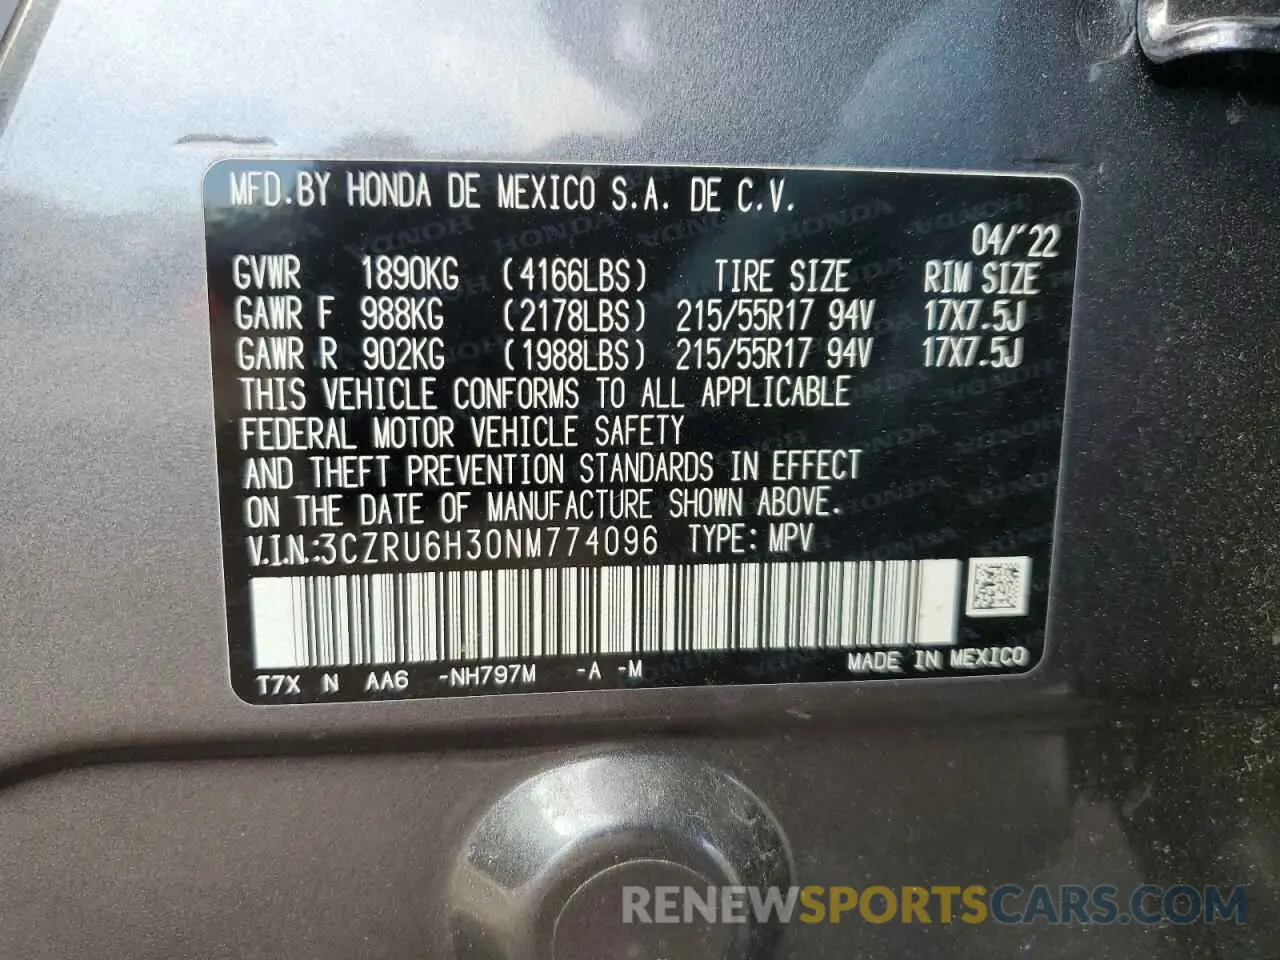 MFD.BY HONDA DE MEXICO S.A. DE C.V.
04/'22
GVWR 1890KG (4166LBS) TIRE SIZE RIM SIZE
GAWR F 988KG (2178LBS) 215/55R17 94V 17X7.5J
GAWR R 902KG (1988LBS) 215/55R17 94V 17X7.5J
THIS VEHICLE CONFORMS TO ALL APPLICABLE
FEDERAL MOTOR VEHICLE SAFETY
AND THEFT PREVENTION STANDARDS IN EFFECT
ON THE DATE OF MANUFACTURE SHOWN ABOVE.
V.I.N.:3CZRU6H30NM774096 TYPE: MPV
T7X N AA6 -NH797M -A -M MADE IN MEXICO
RENEWSPORTSCARS.COM